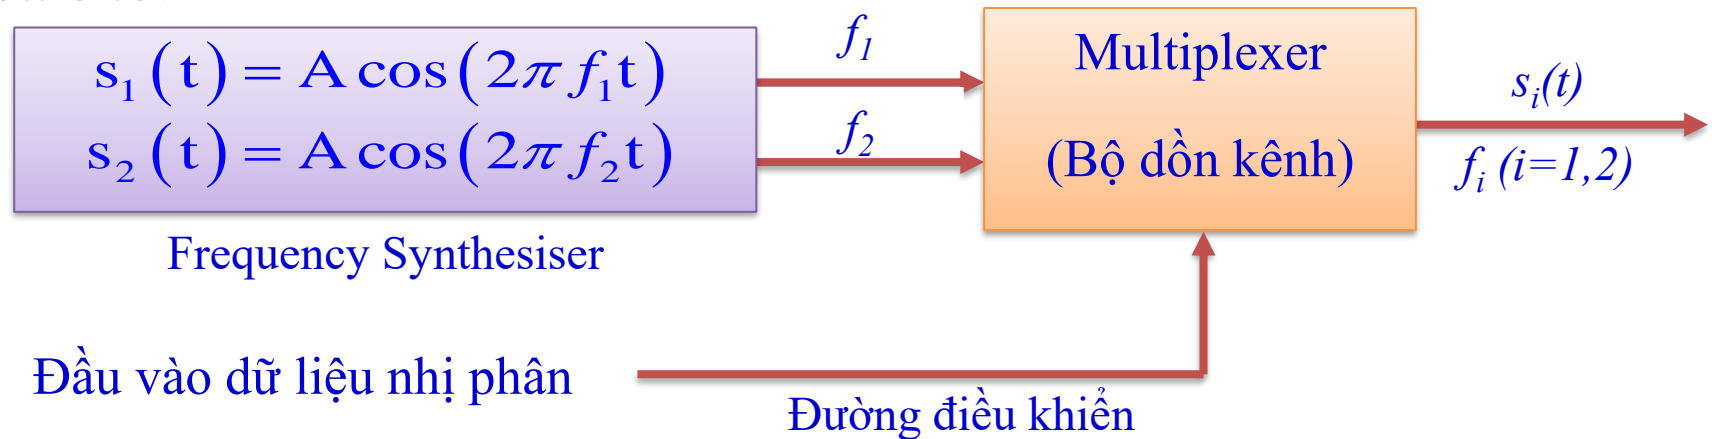 s₁(t) = A cos(2π f₁t)
s₂(t) = A cos(2π f₂t)
Frequency Synthesiser
f₁
f₂
Multiplexer
(Bộ dồn kênh)
sᵢ(t)
fᵢ (i=1,2)
Đầu vào dữ liệu nhị phân
Đường điều khiển